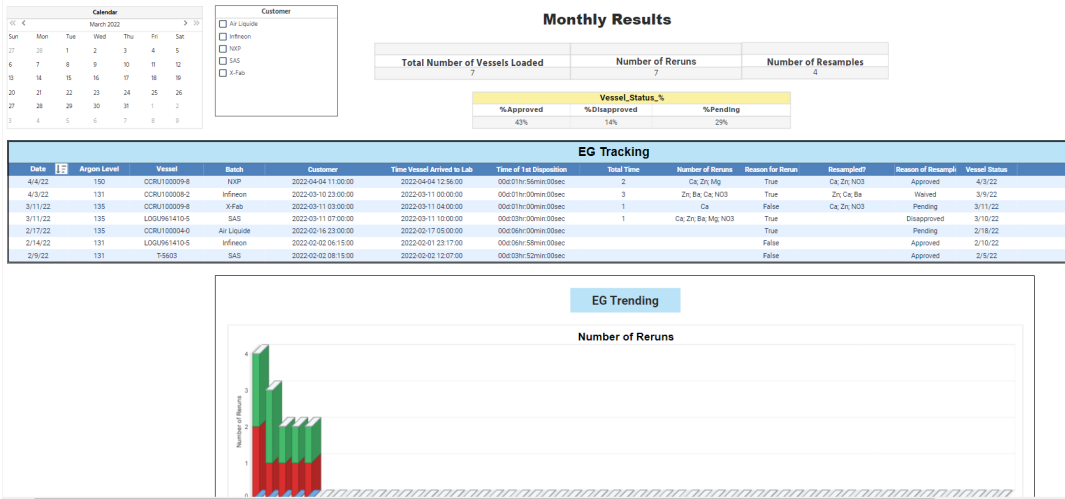 Calendar
March 2022
Sun Mon Tue Wed Thu Fri Sat
27 28 1 2 3 4 5
6 7 8 9 10 11 12
13 14 15 16 17 18 19
20 21 22 23 24 25 26
27 28 29 30 31 1 2
3 4 5 6 7 8 9
Customer
Air Liquide
Infineon
NXP
SAS
X-Fab
Monthly Results
Total Number of Vessels Loaded Number of Reruns Number of Resamples
7 7 4
Vessel_Status_%
%Approved %Disapproved %Pending
43% 14% 29%
EG Tracking
Date Argon Level Vessel Batch Customer Time Vessel Arrived to Lab Time of 1st Disposition Total Time Number of Reruns Reason for Rerun Resampled? Reason of Resampli Vessel Status
4/4/22 150 CCRU100009-8 NXP 2022-04-04 11:00:00 2022-04-04 12:56:00 00d:01hr:56min:00sec 2 Ca; Zn; Mg True Ca; Zn; NO3 Approved 4/3/22
4/3/22 131 CCRU100008-2 Infineon 2022-03-10 23:00:00 2022-03-11 00:00:00 00d:01hr:00min:00sec 3 Zn; Ba; Ca; NO3 True Zn; Ca; Ba Waived 3/9/22
3/11/22 135 CCRU100009-8 X-Fab 2022-03-11 03:00:00 2022-03-11 04:00:00 00d:01hr:00min:00sec 1 Ca False Ca; Zn; NO3 Pending 3/11/22
3/11/22 135 LOGU961410-5 SAS 2022-03-11 07:00:00 2022-03-11 10:00:00 00d:03hr:00min:00sec 1 Ca; Zn; Ba; Mg; NO3 True Disapproved 3/10/22
2/17/22 135 CCRU100004-0 Air Liquide 2022-02-16 23:00:00 2022-02-17 05:00:00 00d:06hr:00min:00sec True Pending 2/18/22
2/14/22 131 LOGU961410-5 Infineon 2022-02-02 06:15:00 2022-02-01 23:17:00 00d:06hr:58min:00sec False Approved 2/10/22
2/9/22 131 T-5603 SAS 2022-02-02 08:15:00 2022-02-02 12:07:00 00d:03hr:52min:00sec False Approved 2/5/22
EG Trending
Number of Reruns
Number of Reruns
4
3
2
1
0